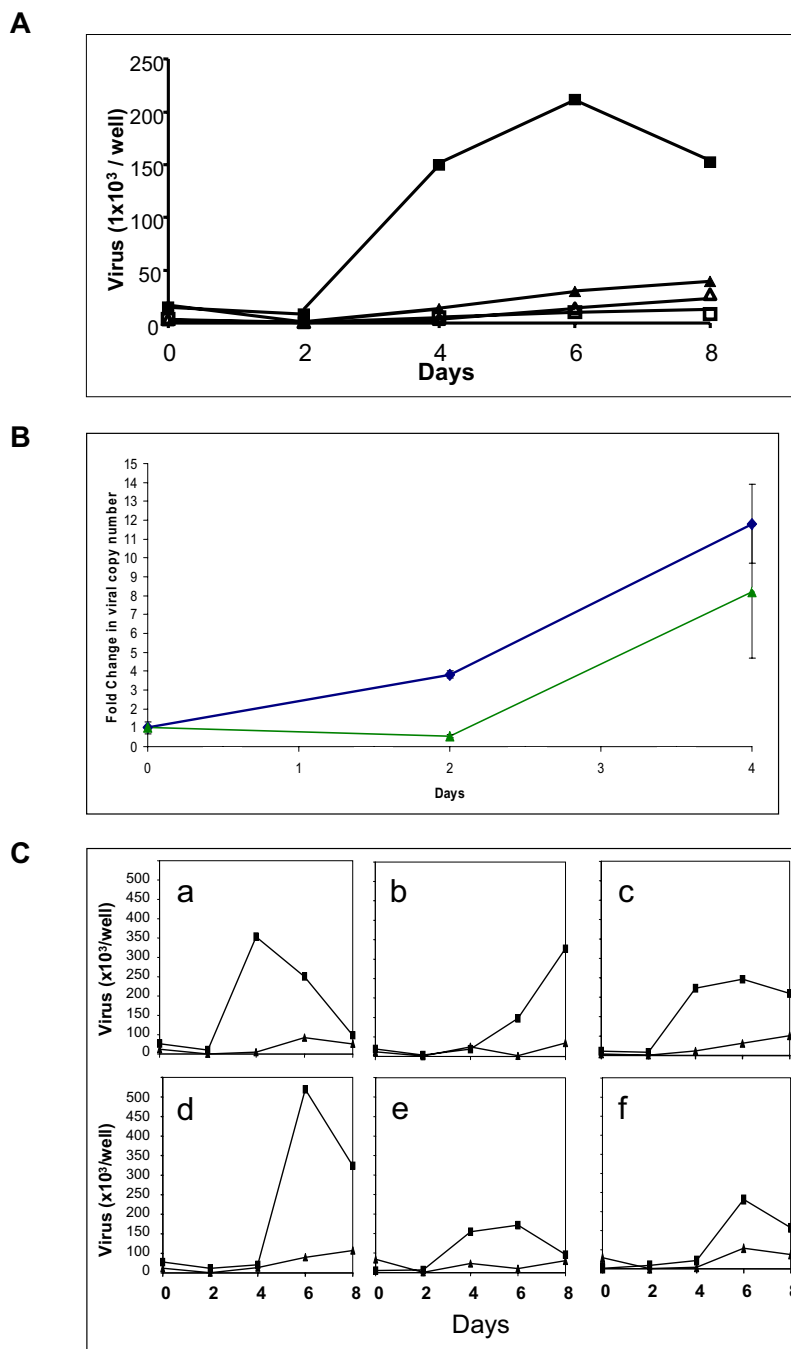 A
250
200
150
100
50
0
Virus (1x10³ / well)
0 2 4 6 8
Days
B
15
14
13
12
11
10
9
8
7
6
5
4
3
2
1
0
Fold Change in viral copy number
0 1 2 3 4
Days
C
500
450
400
350
300
250
200
150
100
50
0
Virus (x10³/well)
a b c
500
450
400
350
300
250
200
150
100
50
0
Virus (x10³/well)
d e f
0 2 4 6 8 0 2 4 6 8 0 2 4 6 8
Days